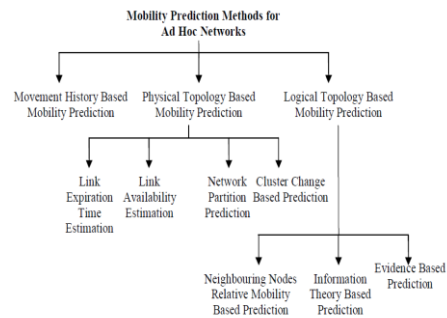 Mobility Prediction Methods for
Ad Hoc Networks
Movement History Based
Mobility Prediction
Physical Topology Based
Mobility Prediction
Logical Topology Based
Mobility Prediction
Link
Expiration
Time
Estimation
Link
Availability
Estimation
Network
Partition
Prediction
Cluster Change
Based Prediction
Neighbouring Nodes
Relative Mobility
Based Prediction
Information
Theory Based
Prediction
Evidence Based
Prediction